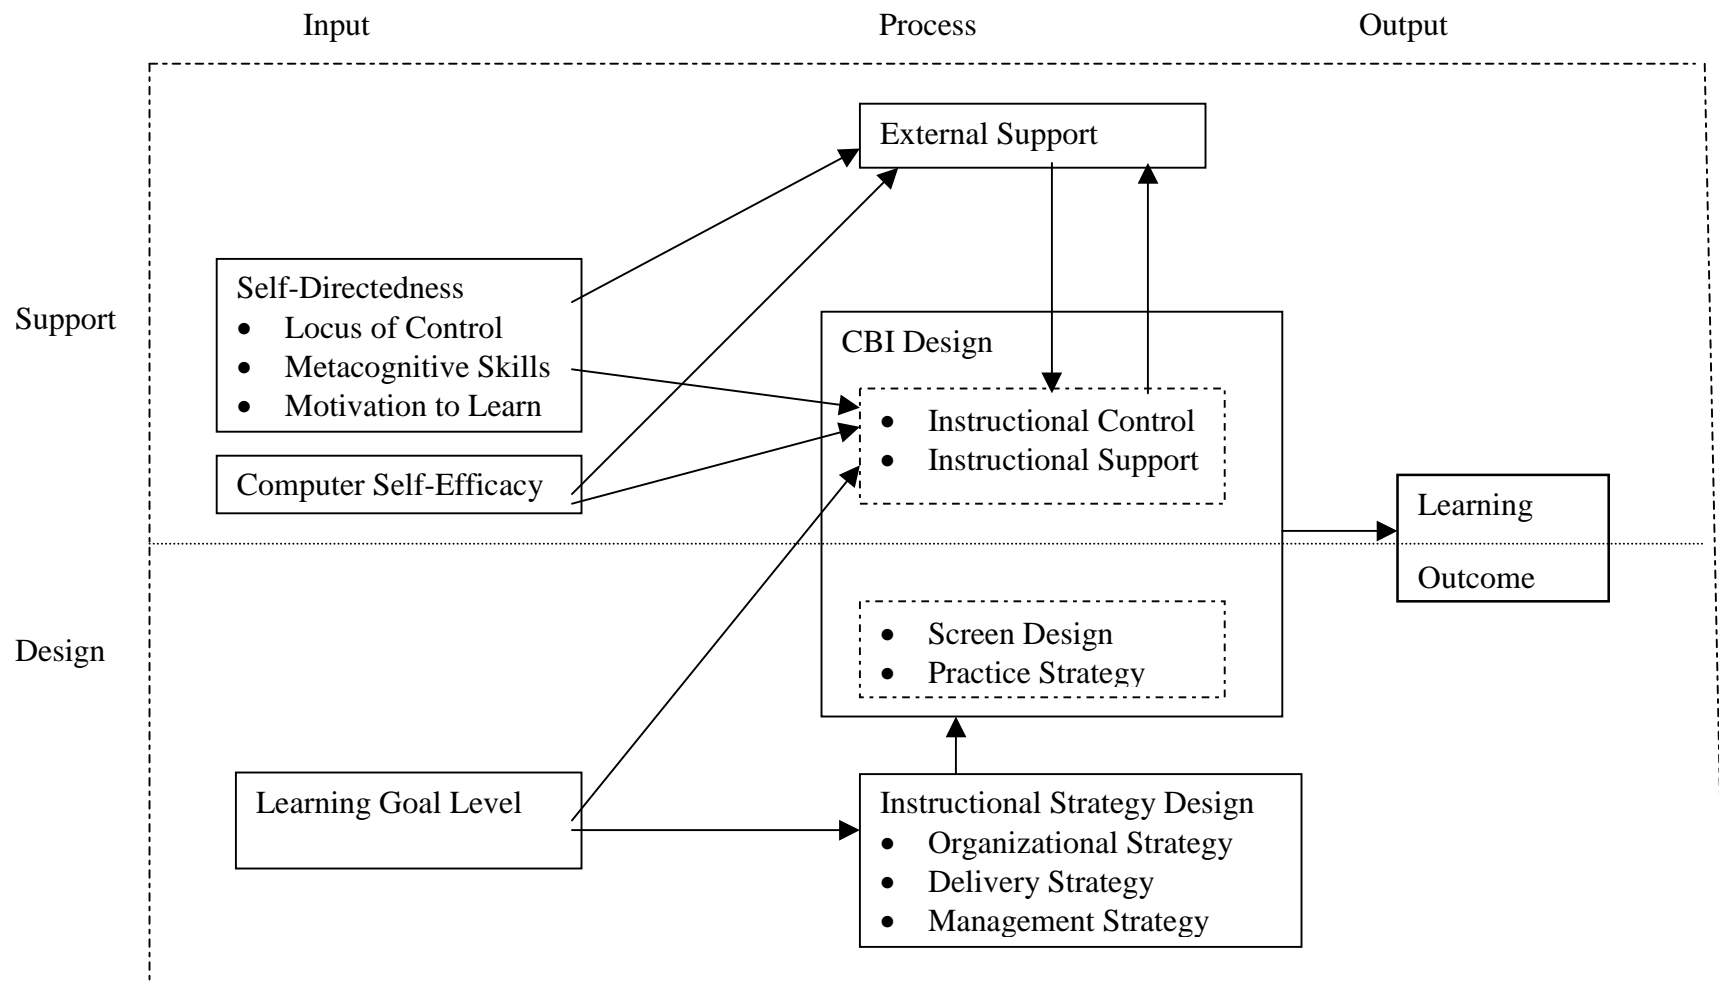 Input
Process
Output
External Support
Support
Self-Directedness
• Locus of Control
• Metacognitive Skills
• Motivation to Learn
Computer Self-Efficacy
CBI Design
• Instructional Control
• Instructional Support
Learning
Outcome
Design
• Screen Design
• Practice Strategy
Learning Goal Level
Instructional Strategy Design
• Organizational Strategy
• Delivery Strategy
• Management Strategy